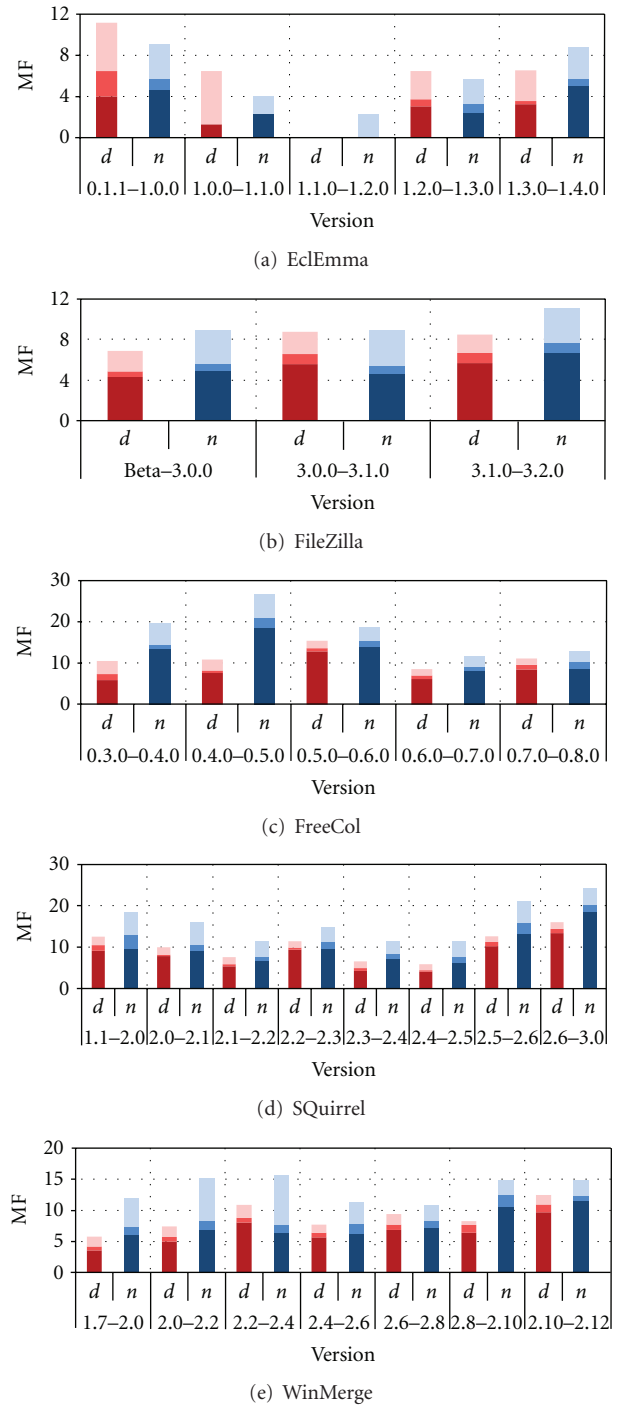 12
8
4
0
MF
d n d n d n d n d n
0.1.1–1.0.0 1.0.0–1.1.0 1.1.0–1.2.0 1.2.0–1.3.0 1.3.0–1.4.0
Version
(a) EclEmma
12
8
4
0
MF
d n d n d n
Beta–3.0.0 3.0.0–3.1.0 3.1.0–3.2.0
Version
(b) FileZilla
30
20
10
0
MF
d n d n d n d n d n
0.3.0–0.4.0 0.4.0–0.5.0 0.5.0–0.6.0 0.6.0–0.7.0 0.7.0–0.8.0
Version
(c) FreeCol
30
20
10
0
MF
d n d n d n d n d n d n d n d n
1.1–2.0 2.0–2.1 2.1–2.2 2.2–2.3 2.3–2.4 2.4–2.5 2.5–2.6 2.6–3.0
Version
(d) SQuirrel
20
15
10
5
0
MF
d n d n d n d n d n d n d n
1.7–2.0 2.0–2.2 2.2–2.4 2.4–2.6 2.6–2.8 2.8–2.10 2.10–2.12
Version
(e) WinMerge